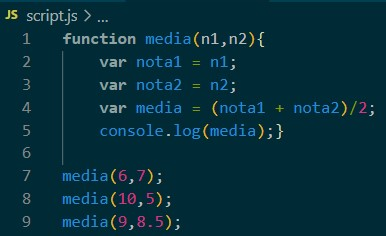 JS script.js > ...
1 function media(n1,n2){
2     var nota1 = n1;
3     var nota2 = n2;
4     var media = (nota1 + nota2)/2;
5     console.log(media);}
6
7 media(6,7);
8 media(10,5);
9 media(9,8.5);